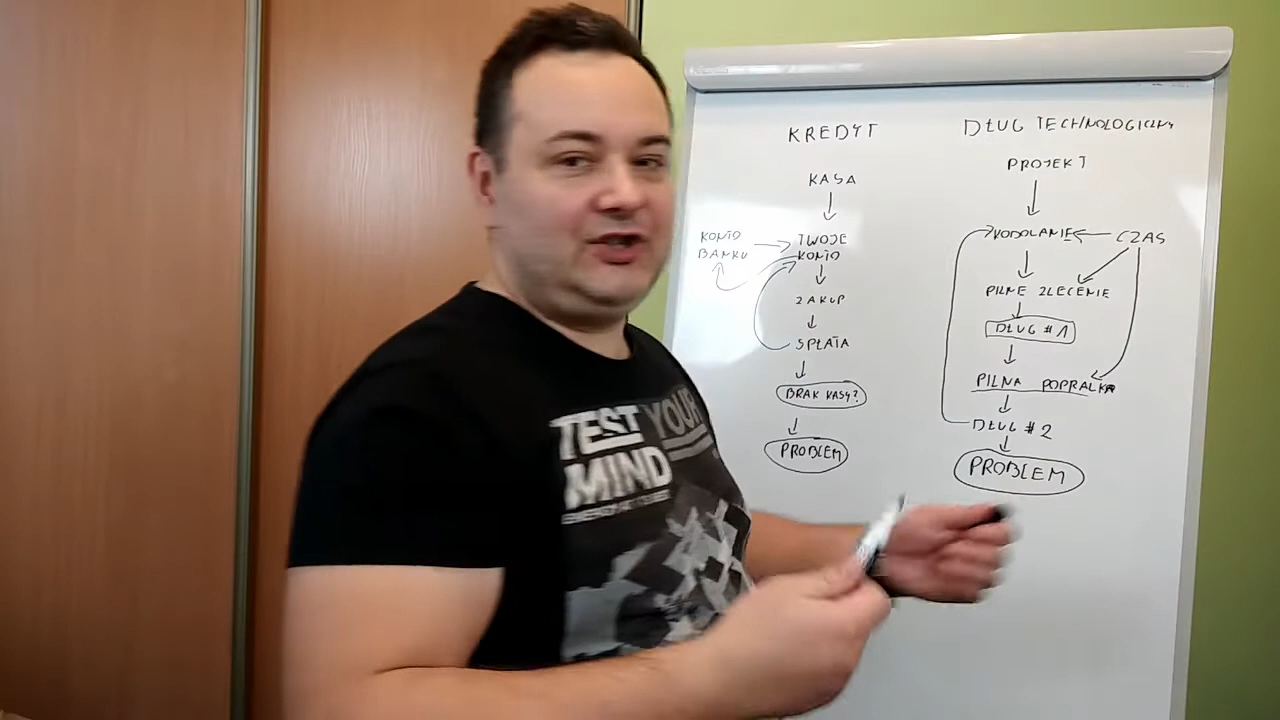 KREDYT
KASA
KONTO
BANKU
TWOJE
KONTO
ZAKUP
SPŁATA
BRAK KASY?
PROBLEM
DŁUG TECHNOLOGICZNY
PROJEKT
KODOWANIE
CZAS
PILNE ZLECENIE
DŁUG #1
PILNA POPRAWKA
DŁUG #2
PROBLEM
TEST YOUR
MIND